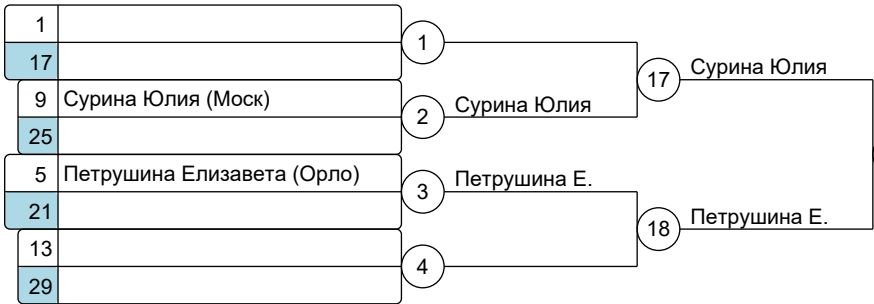 1
17
1
9 Сурина Юлия (Моск)
25
2
Сурина Юлия
17
Сурина Юлия
5 Петрушина Елизавета (Орло)
21
3
Петрушина Е.
13
29
4
18
Петрушина Е.